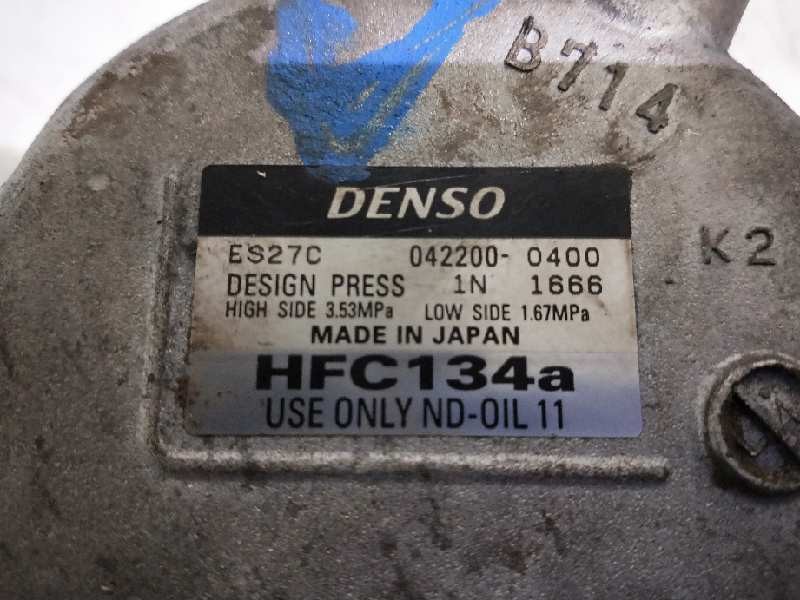 B714
DENSO
ES27C 042200-0400
K2
DESIGN PRESS 1N 1666
HIGH SIDE 3.53MPa LOW SIDE 1.67MPa
MADE IN JAPAN
HFC134a
USE ONLY ND-OIL 11